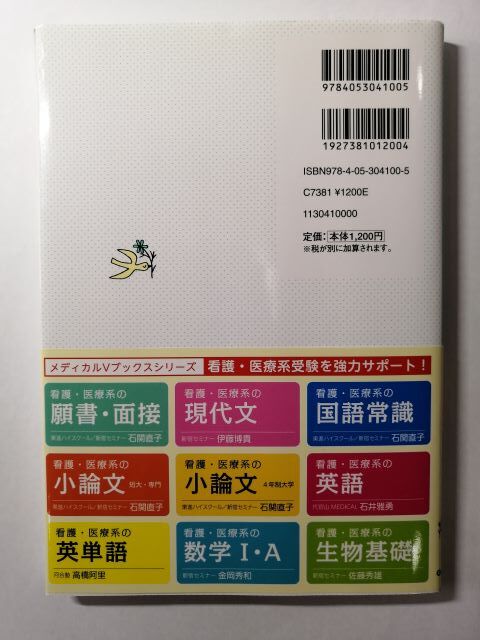 9784053041005
1927381012004
ISBN978-4-05-304100-5
C7381 ¥1200E
1130410000
定価：本体1,200円
※税が別に加算されます。
メディカルVブックスシリーズ 看護・医療系受験を強力サポート！
看護・医療系の
願書・面接
東進ハイスクール／新宿セミナー 石関直子
看護・医療系の
現代文
新宿セミナー 伊藤博貴
看護・医療系の
国語常識
東進ハイスクール／新宿セミナー 石関直子
看護・医療系の
小論文 短大・専門
東進ハイスクール／新宿セミナー 石関直子
看護・医療系の
小論文 4年制大学
東進ハイスクール／新宿セミナー 石関直子
看護・医療系の
英語
代官山MEDICAL 石井雅勇
看護・医療系の
英単語
河合塾 高橋阿里
看護・医療系の
数学Ⅰ・A
新宿セミナー 金岡秀和
看護・医療系の
生物基礎
新宿セミナー 佐藤秀雄